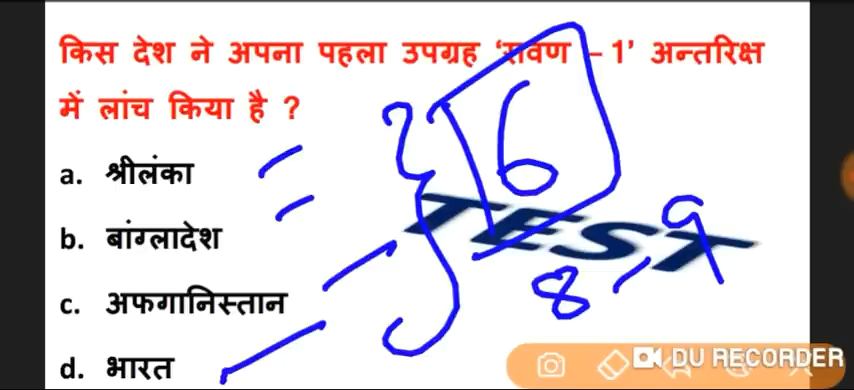 किस देश ने अपना पहला उपग्रह 'रावण - 1' अन्तरिक्ष
में लांच किया है ?
6
a. श्रीलंका
b. बांग्लादेश
TEST
8-9
c. अफगानिस्तान
d. भारत
DU RECORDER